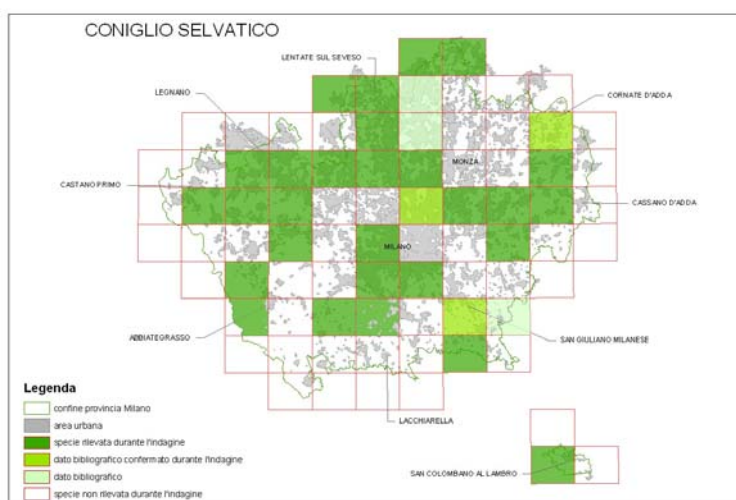 CONIGLIO SELVATICO
LENTATE SUL SEVESO
LEGNANO
CORNATE D'ADDA
MONZA
CASTANO PRIMO
CASSANO D'ADDA
MILANO
ABBIATEGRASSO
SAN GIULIANO MILANESE
LACCHIARELLA
SAN COLOMBANO AL LAMBRO
Legenda
confine provincia Milano
area urbana
specie rilevata durante l'indagine
dato bibliografico confermato durante l'indagine
dato bibliografico
specie non rilevata durante l'indagine